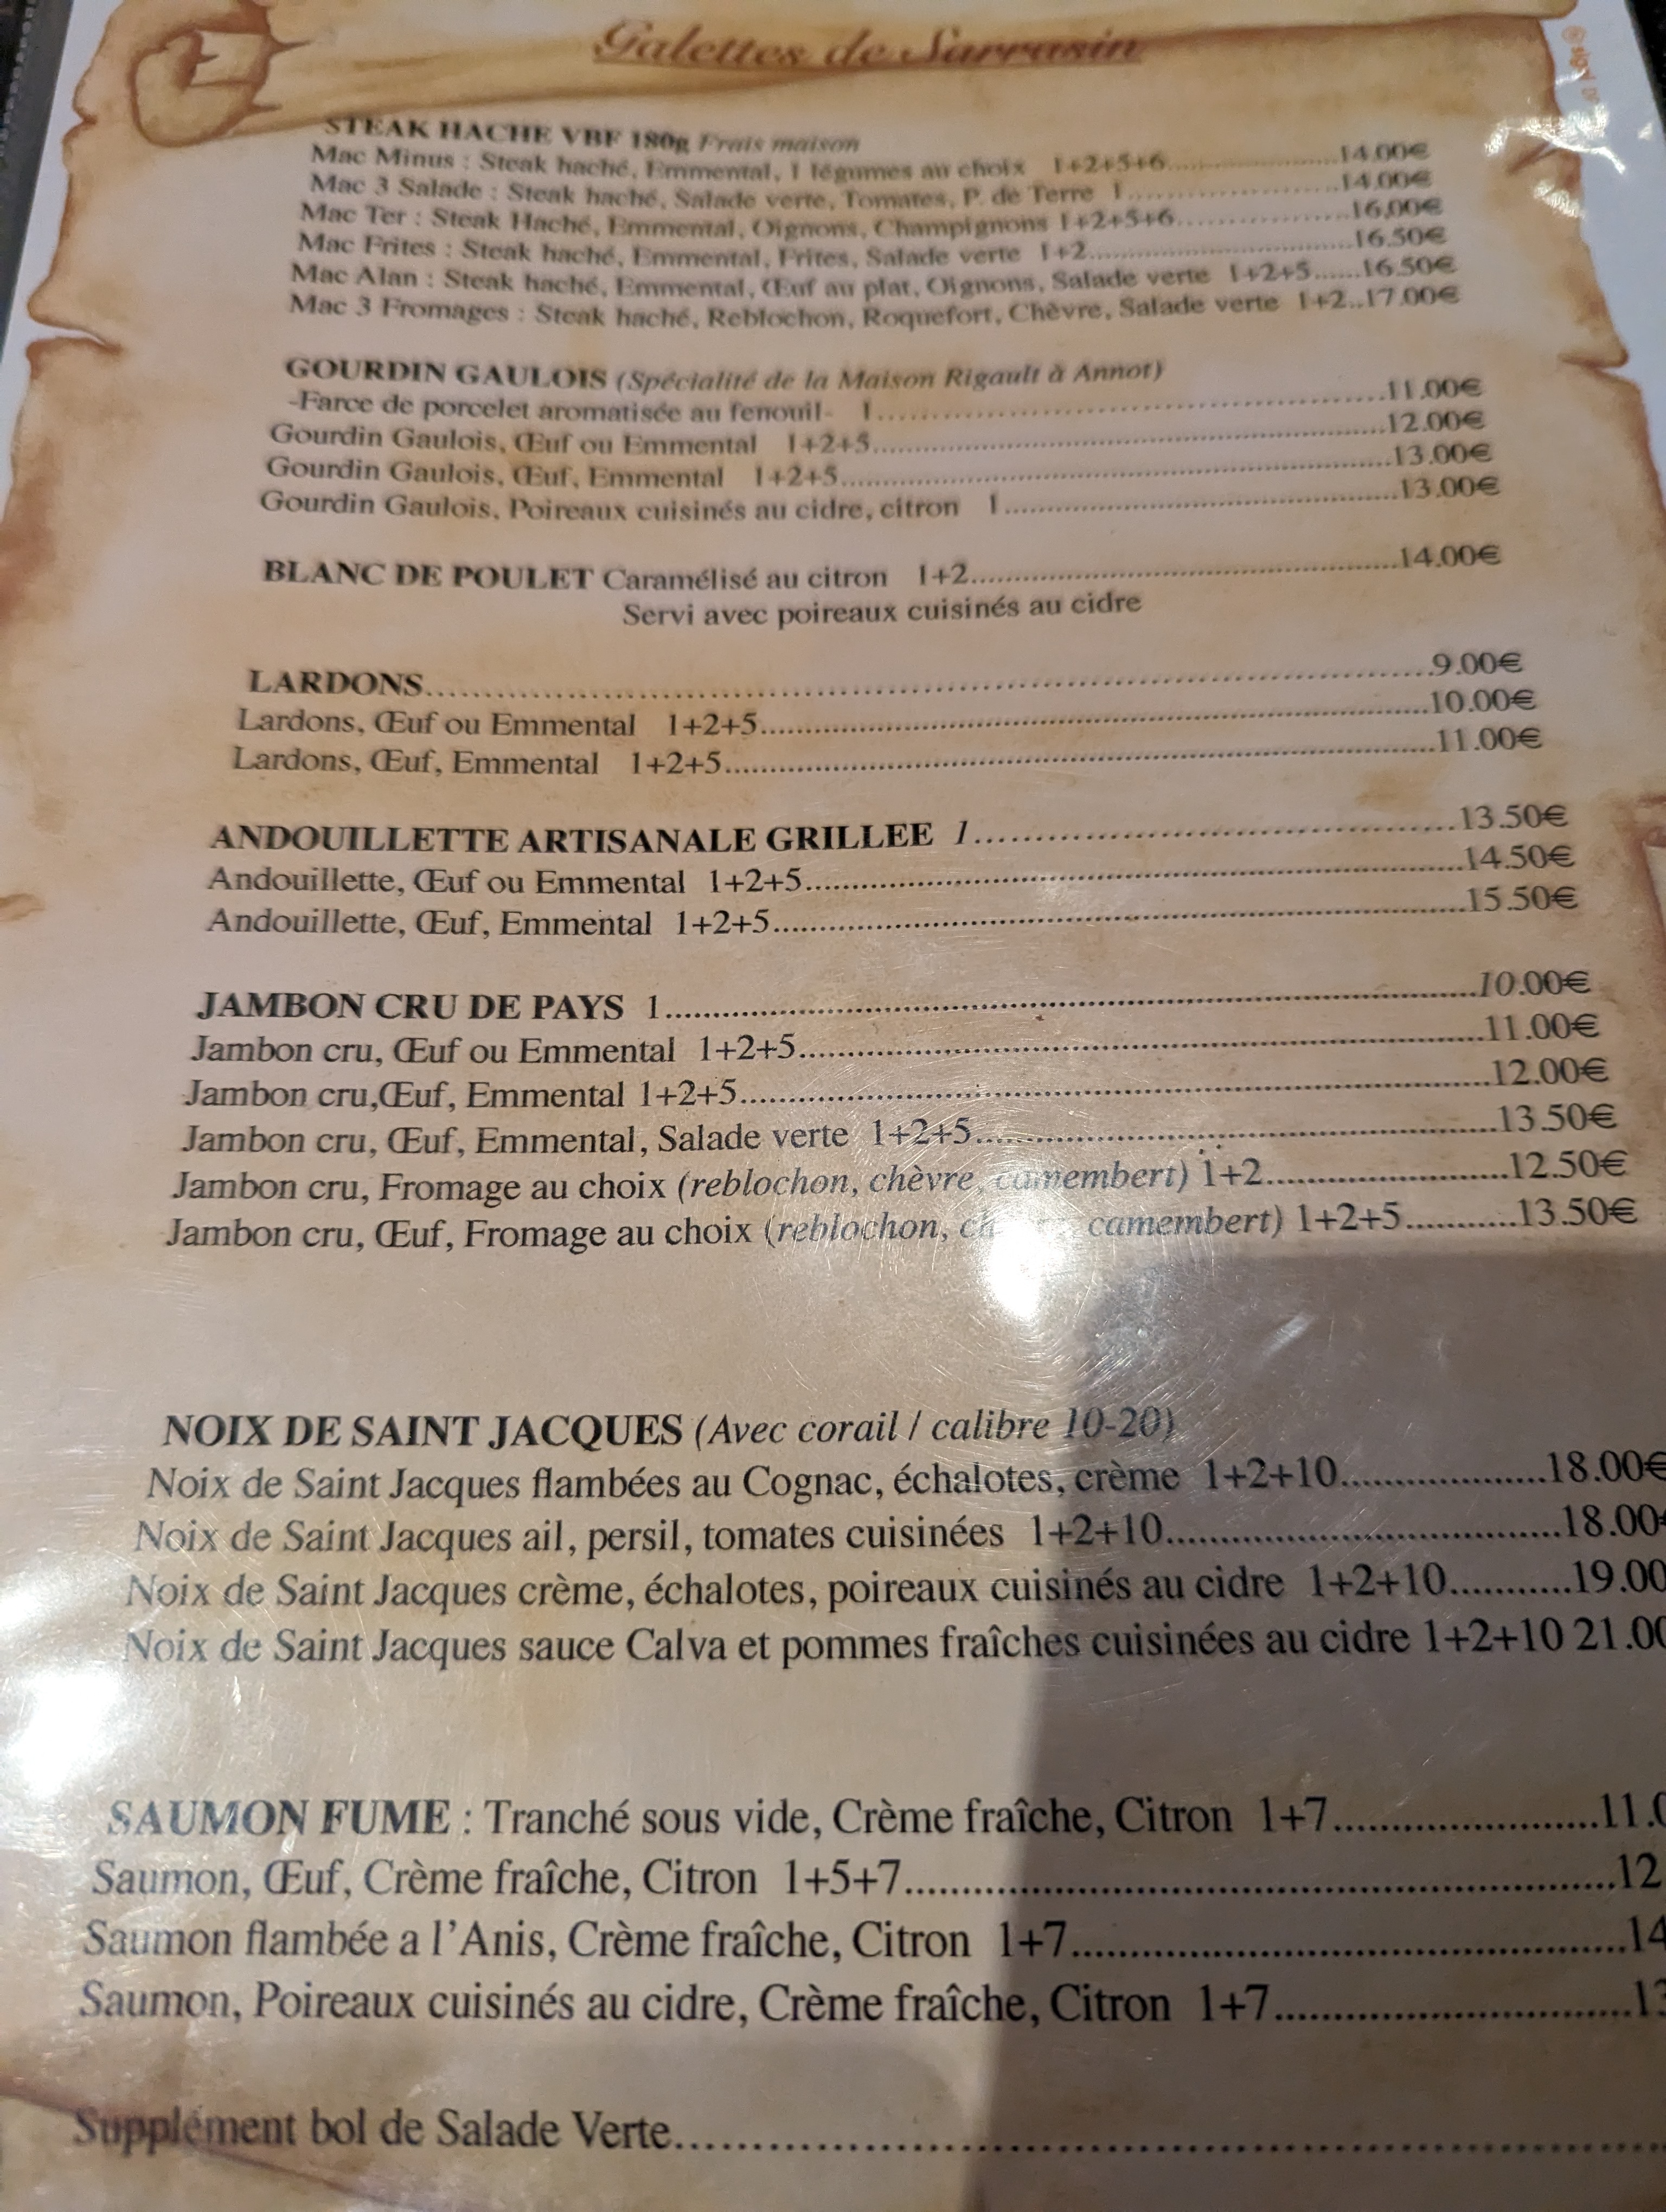 Galettes de Sarrasin
STEAK HACHE VBF 180g Frais maison
Mac Minus : Steak haché, Emmental, 1 légumes au choix 1+2+5+6..............................14.00€
Mac 3 Salade : Steak haché, Salade verte, Tomates, P. de Terre 1..............................14.00€
Mac Ter : Steak Haché, Emmental, Oignons, Champignons 1+2+5+6........................16.00€
Mac Frites : Steak haché, Emmental, Frites, Salade verte 1+2........................................16.50€
Mac Alan : Steak haché, Emmental, Œuf au plat, Oignons, Salade verte 1+2+5.......16.50€
Mac 3 Fromages : Steak haché, Reblochon, Roquefort, Chèvre, Salade verte 1+2..17.00€
GOURDIN GAULOIS (Spécialité de la Maison Rigault à Annot)
-Farce de porcelet aromatisée au fenouil- 1..............................................................11.00€
Gourdin Gaulois, Œuf ou Emmental 1+2+5..............................................................12.00€
Gourdin Gaulois, Œuf, Emmental 1+2+5..................................................................13.00€
Gourdin Gaulois, Poireaux cuisinés au cidre, citron 1................................................13.00€
BLANC DE POULET Caramélisé au citron 1+2....................................................14.00€
Servi avec poireaux cuisinés au cidre
LARDONS..............................................................................................9.00€
Lardons, Œuf ou Emmental 1+2+5..............................................................10.00€
Lardons, Œuf, Emmental 1+2+5..................................................................11.00€
ANDOUILLETTE ARTISANALE GRILLEE 1..............................................13.50€
Andouillette, Œuf ou Emmental 1+2+5..........................................................14.50€
Andouillette, Œuf, Emmental 1+2+5..............................................................15.50€
JAMBON CRU DE PAYS 1..........................................................................10.00€
Jambon cru, Œuf ou Emmental 1+2+5............................................................11.00€
Jambon cru,Œuf, Emmental 1+2+5..................................................................12.00€
Jambon cru, Œuf, Emmental, Salade verte 1+2+5..............................................13.50€
Jambon cru, Fromage au choix (reblochon, chèvre, camembert) 1+2......................12.50€
Jambon cru, Œuf, Fromage au choix (reblochon, camembert) 1+2+5...........13.50€
NOIX DE SAINT JACQUES (Avec corail / calibre 10-20)
Noix de Saint Jacques flambées au Cognac, échalotes, crème 1+2+10...................18.00€
Noix de Saint Jacques ail, persil, tomates cuisinées 1+2+10..................................18.00€
Noix de Saint Jacques crème, échalotes, poireaux cuisinés au cidre 1+2+10...........19.00
Noix de Saint Jacques sauce Calva et pommes fraîches cuisinées au cidre 1+2+10 21.00
SAUMON FUME : Tranché sous vide, Crème fraîche, Citron 1+7.......................11.0
Saumon, Œuf, Crème fraîche, Citron 1+5+7............................................................12
Saumon flambée a l'Anis, Crème fraîche, Citron 1+7..............................................14
Saumon, Poireaux cuisinés au cidre, Crème fraîche, Citron 1+7.............................13
Supplément bol de Salade Verte..............................................................................